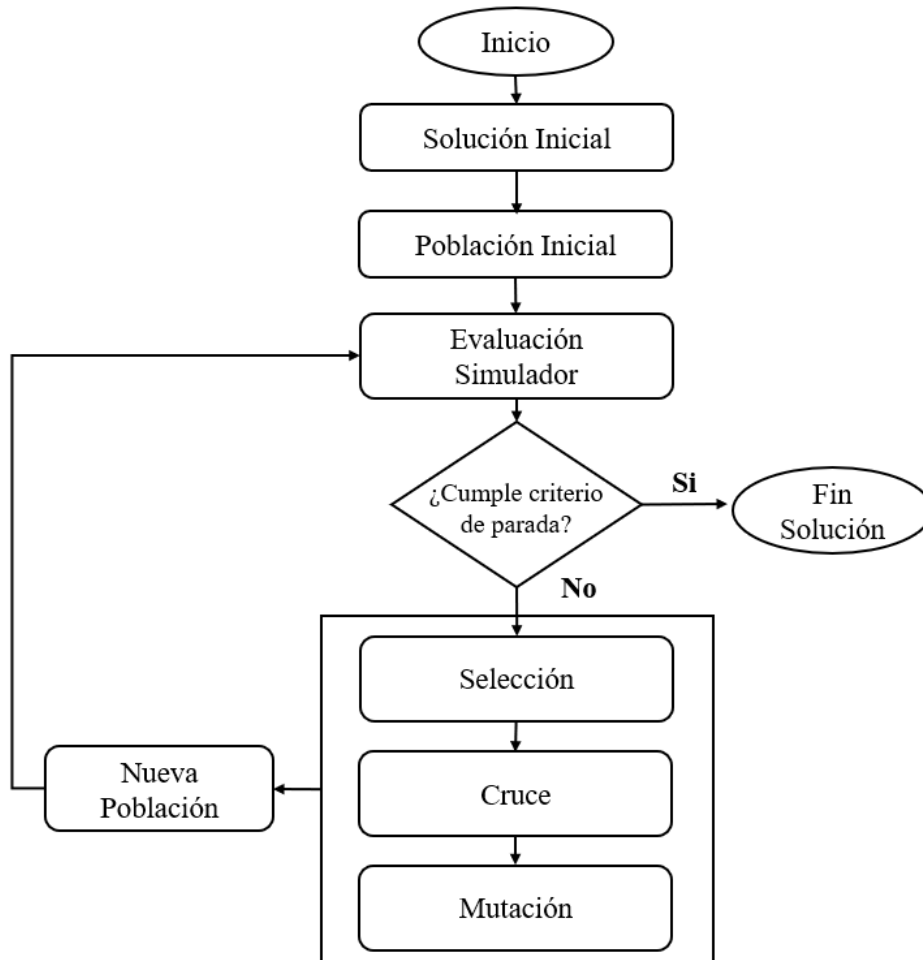 Inicio
Solución Inicial
Población Inicial
Evaluación
Simulador
¿Cumple criterio
de parada?
Si
Fin
Solución
No
Selección
Nueva
Población
Cruce
Mutación